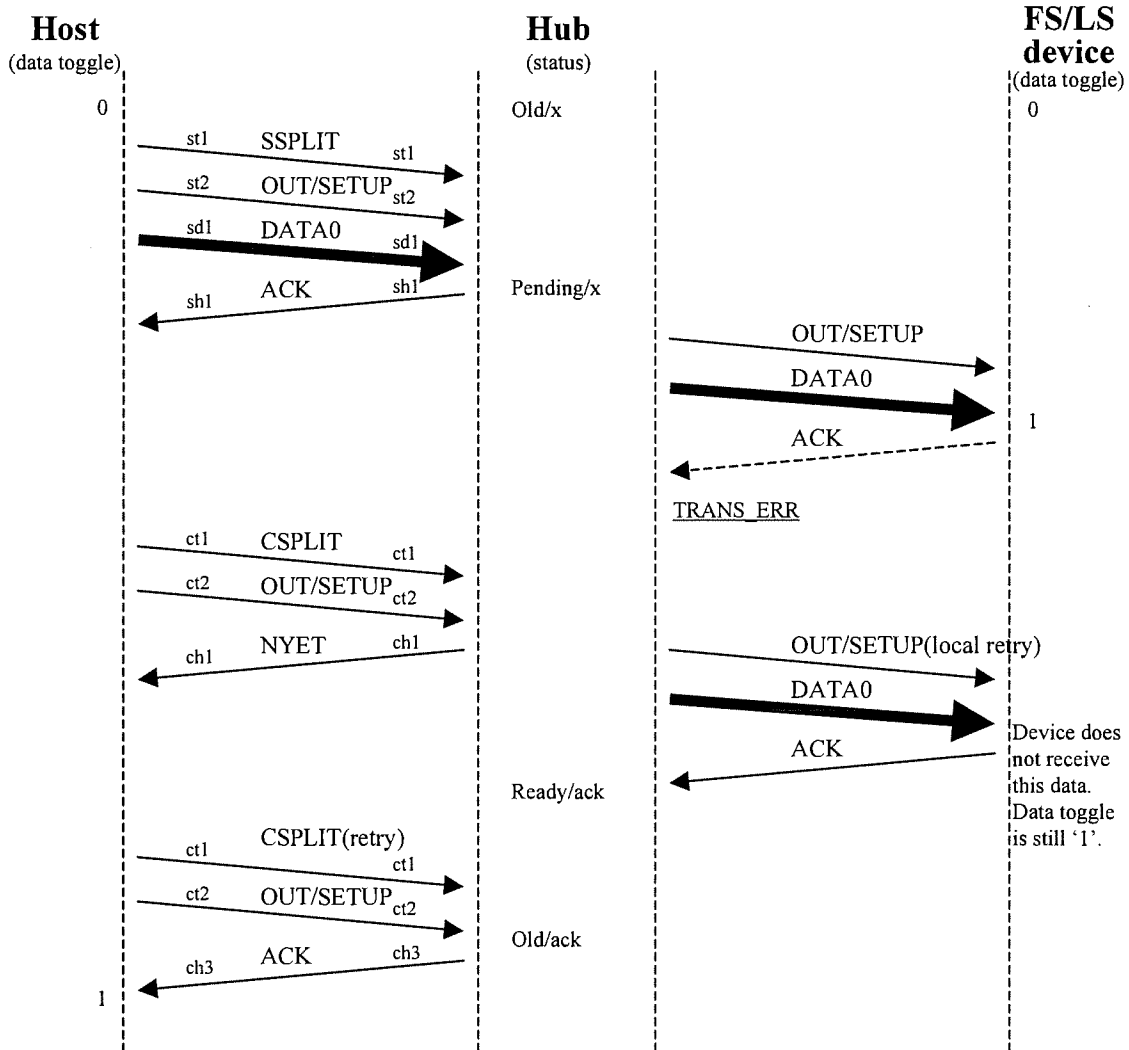 Host
(data toggle)
Hub
(status)
FS/LS
device
(data toggle)
0
Old/x
0
st1 SSPLIT st1
st2 OUT/SETUP st2
sd1 DATA0 sd1
sh1 ACK sh1
Pending/x
OUT/SETUP
DATA0
1
ACK
TRANS_ERR
ct1 CSPLIT ct1
ct2 OUT/SETUP ct2
ch1 NYET ch1
OUT/SETUP(local retry)
DATA0
ACK
Device does
not receive
this data.
Data toggle
is still ‘1’.
Ready/ack
ct1 CSPLIT(retry) ct1
ct2 OUT/SETUP ct2
Old/ack
ch3 ACK ch3
1